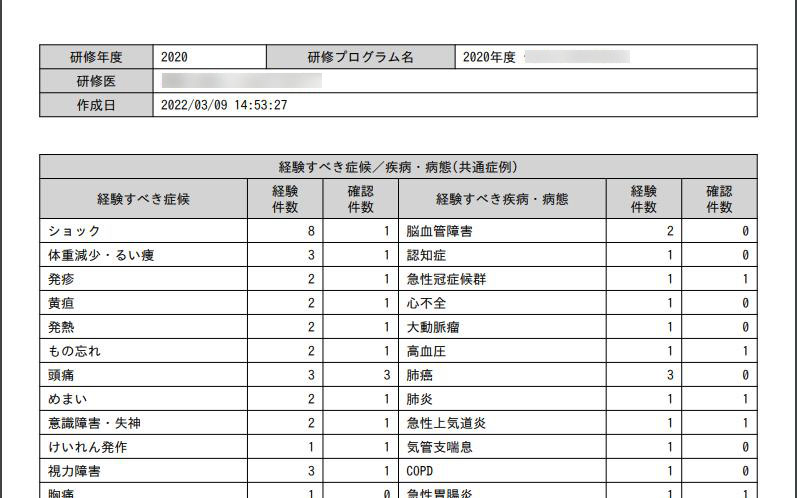 研修年度 2020 研修プログラム名 2020年度
研修医
作成日 2022/03/09 14:53:27
経験すべき症候／疾病・病態(共通症例)
経験すべき症候 経験件数 確認件数 経験すべき疾病・病態 経験件数 確認件数
ショック 8 1 脳血管障害 2 0
体重減少・るい痩 3 1 認知症 1 0
発疹 2 1 急性冠症候群 1 1
黄疸 2 1 心不全 1 0
発熱 2 1 大動脈瘤 1 0
もの忘れ 2 1 高血圧 1 1
頭痛 3 3 肺癌 3 0
めまい 2 1 肺炎 1 1
意識障害・失神 2 1 急性上気道炎 1 1
けいれん発作 1 1 気管支喘息 1 0
視力障害 3 1 COPD 1 0
胸痛 1 0 急性胃腸炎 1 1